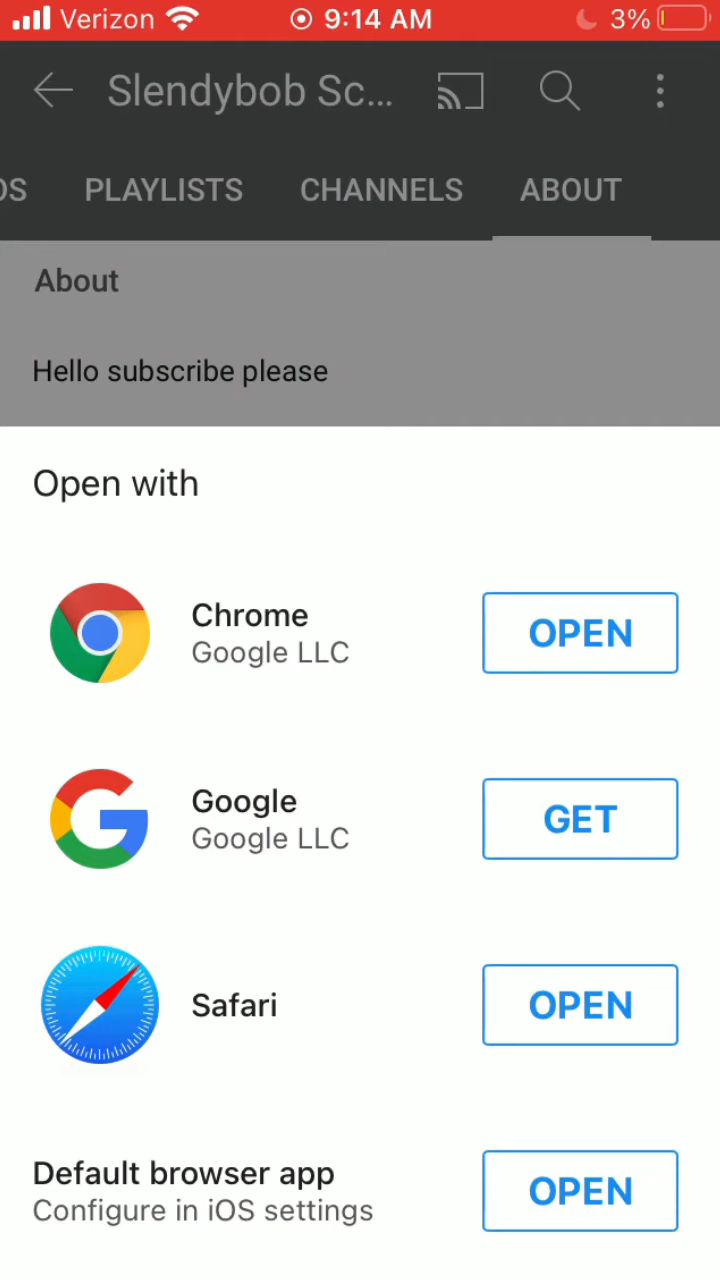 Verizon 9:14 AM 3%
Slendybob Sc...
OS PLAYLISTS CHANNELS ABOUT
About
Hello subscribe please
Open with
Chrome
Google LLC
OPEN
Google
Google LLC
GET
Safari
OPEN
Default browser app
Configure in iOS settings
OPEN